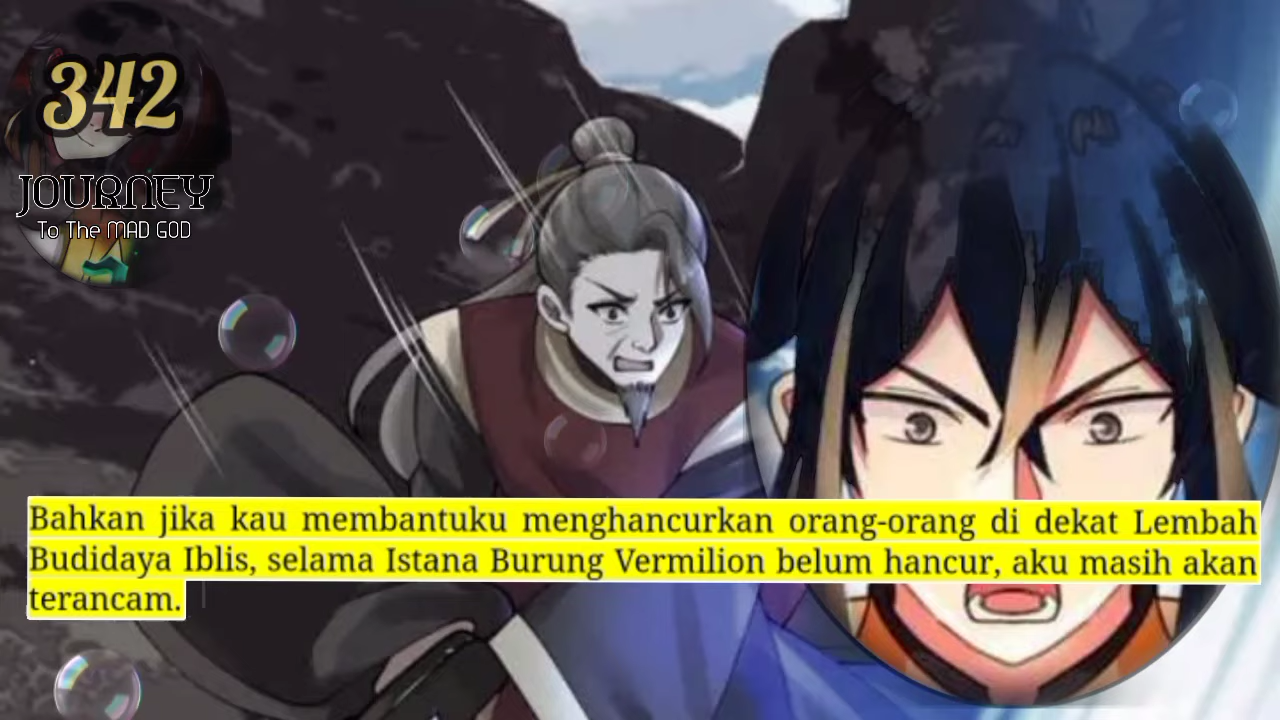 342
JOURNEY
To The MAD GOD
Bahkan jika kau membantuku menghancurkan orang-orang di dekat Lembah
Budidaya Iblis, selama Istana Burung Vermilion belum hancur, aku masih akan
terancam.